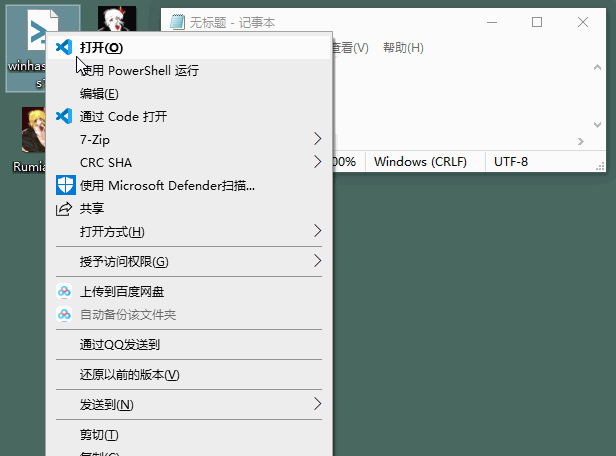 无标题 - 记事本
查看(V) 帮助(H)
00% Windows (CRLF) UTF-8
winhas
s
Rumia
打开(O)
使用 PowerShell 运行
编辑(E)
通过 Code 打开
7-Zip
CRC SHA
使用 Microsoft Defender扫描...
共享
打开方式(H)
授予访问权限(G)
上传到百度网盘
自动备份该文件夹
通过QQ发送到
还原以前的版本(V)
发送到(N)
剪切(T)